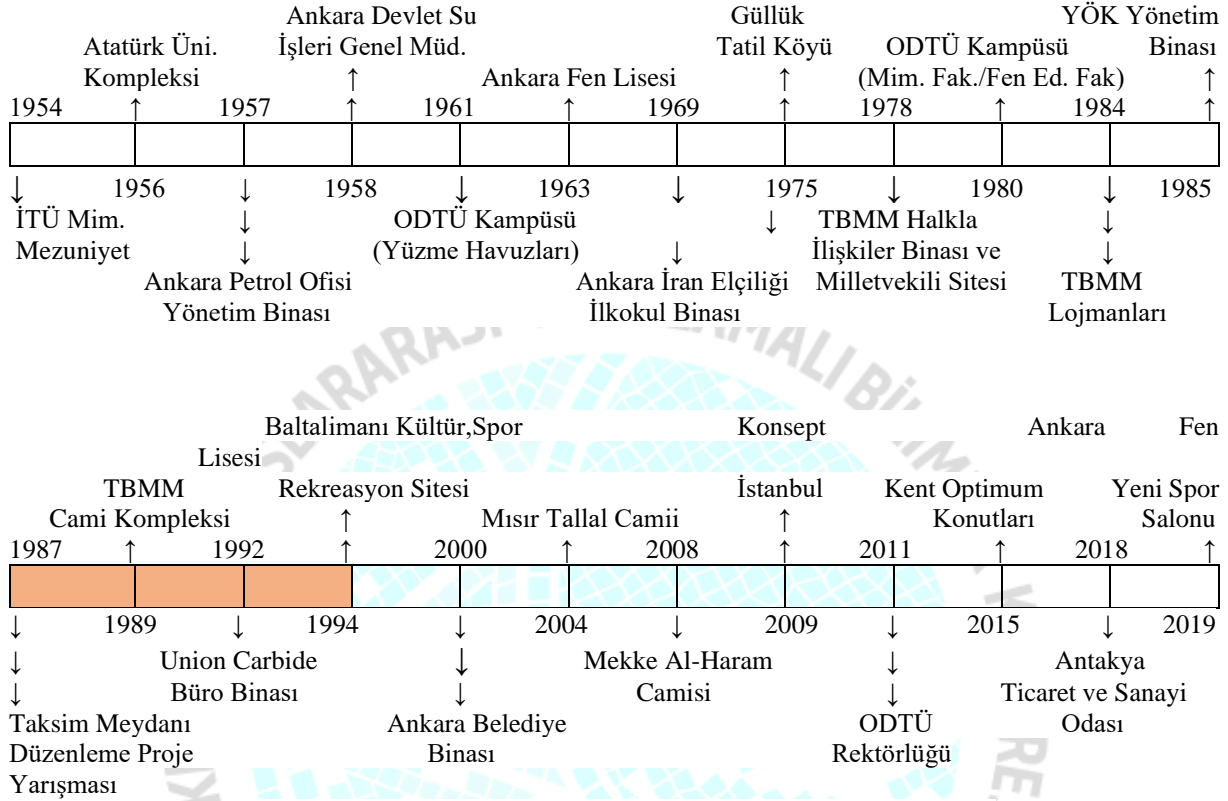 Ankara Devlet Su Güllük YÖK Yönetim
Atatürk Üni. İşleri Genel Müd. Tatil Köyü ODTÜ Kampüsü Binası
Kompleksi ↑ Ankara Fen Lisesi ↑ (Mim. Fak./Fen Ed. Fak) ↑
1954 ↑ 1957 ↑ 1961 ↑ 1969 ↑ 1978 ↑ 1984 ↑
↓ 1956 ↓ 1958 ↓ 1963 ↓ 1975 ↓ 1980 ↓ 1985
İTÜ Mim. ↓ ODTÜ Kampüsü ↓ TBMM Halkla ↓
Mezuniyet ↓ (Yüzme Havuzları) ↓ İlişkiler Binası ve ↓
Ankara Petrol Ofisi Ankara İran Elçiliği Milletvekili Sitesi TBMM
Yönetim Binası İlkokul Binası Lojmanları
Baltalimanı Kültür,Spor Konsept Ankara Fen
Lisesi
TBMM Rekreasyon Sitesi İstanbul Kent Optimum Yeni Spor
Cami Kompleksi ↑ Mısır Tallal Camii ↑ Konutları Salonu
1987 ↑ 1992 ↑ 2000 ↑ 2008 ↑ 2011 ↑ 2018 ↑
↓ 1989 ↓ 1994 ↓ 2004 ↓ 2009 ↓ 2015 ↓ 2019
↓ Union Carbide ↓ Mekke Al-Haram ↓ Antakya
↓ Büro Binası ↓ Camisi ↓ Ticaret ve Sanayi
Taksim Meydanı Ankara Belediye ODTÜ Odası
Düzenleme Proje Binası Rektörlüğü
Yarışması